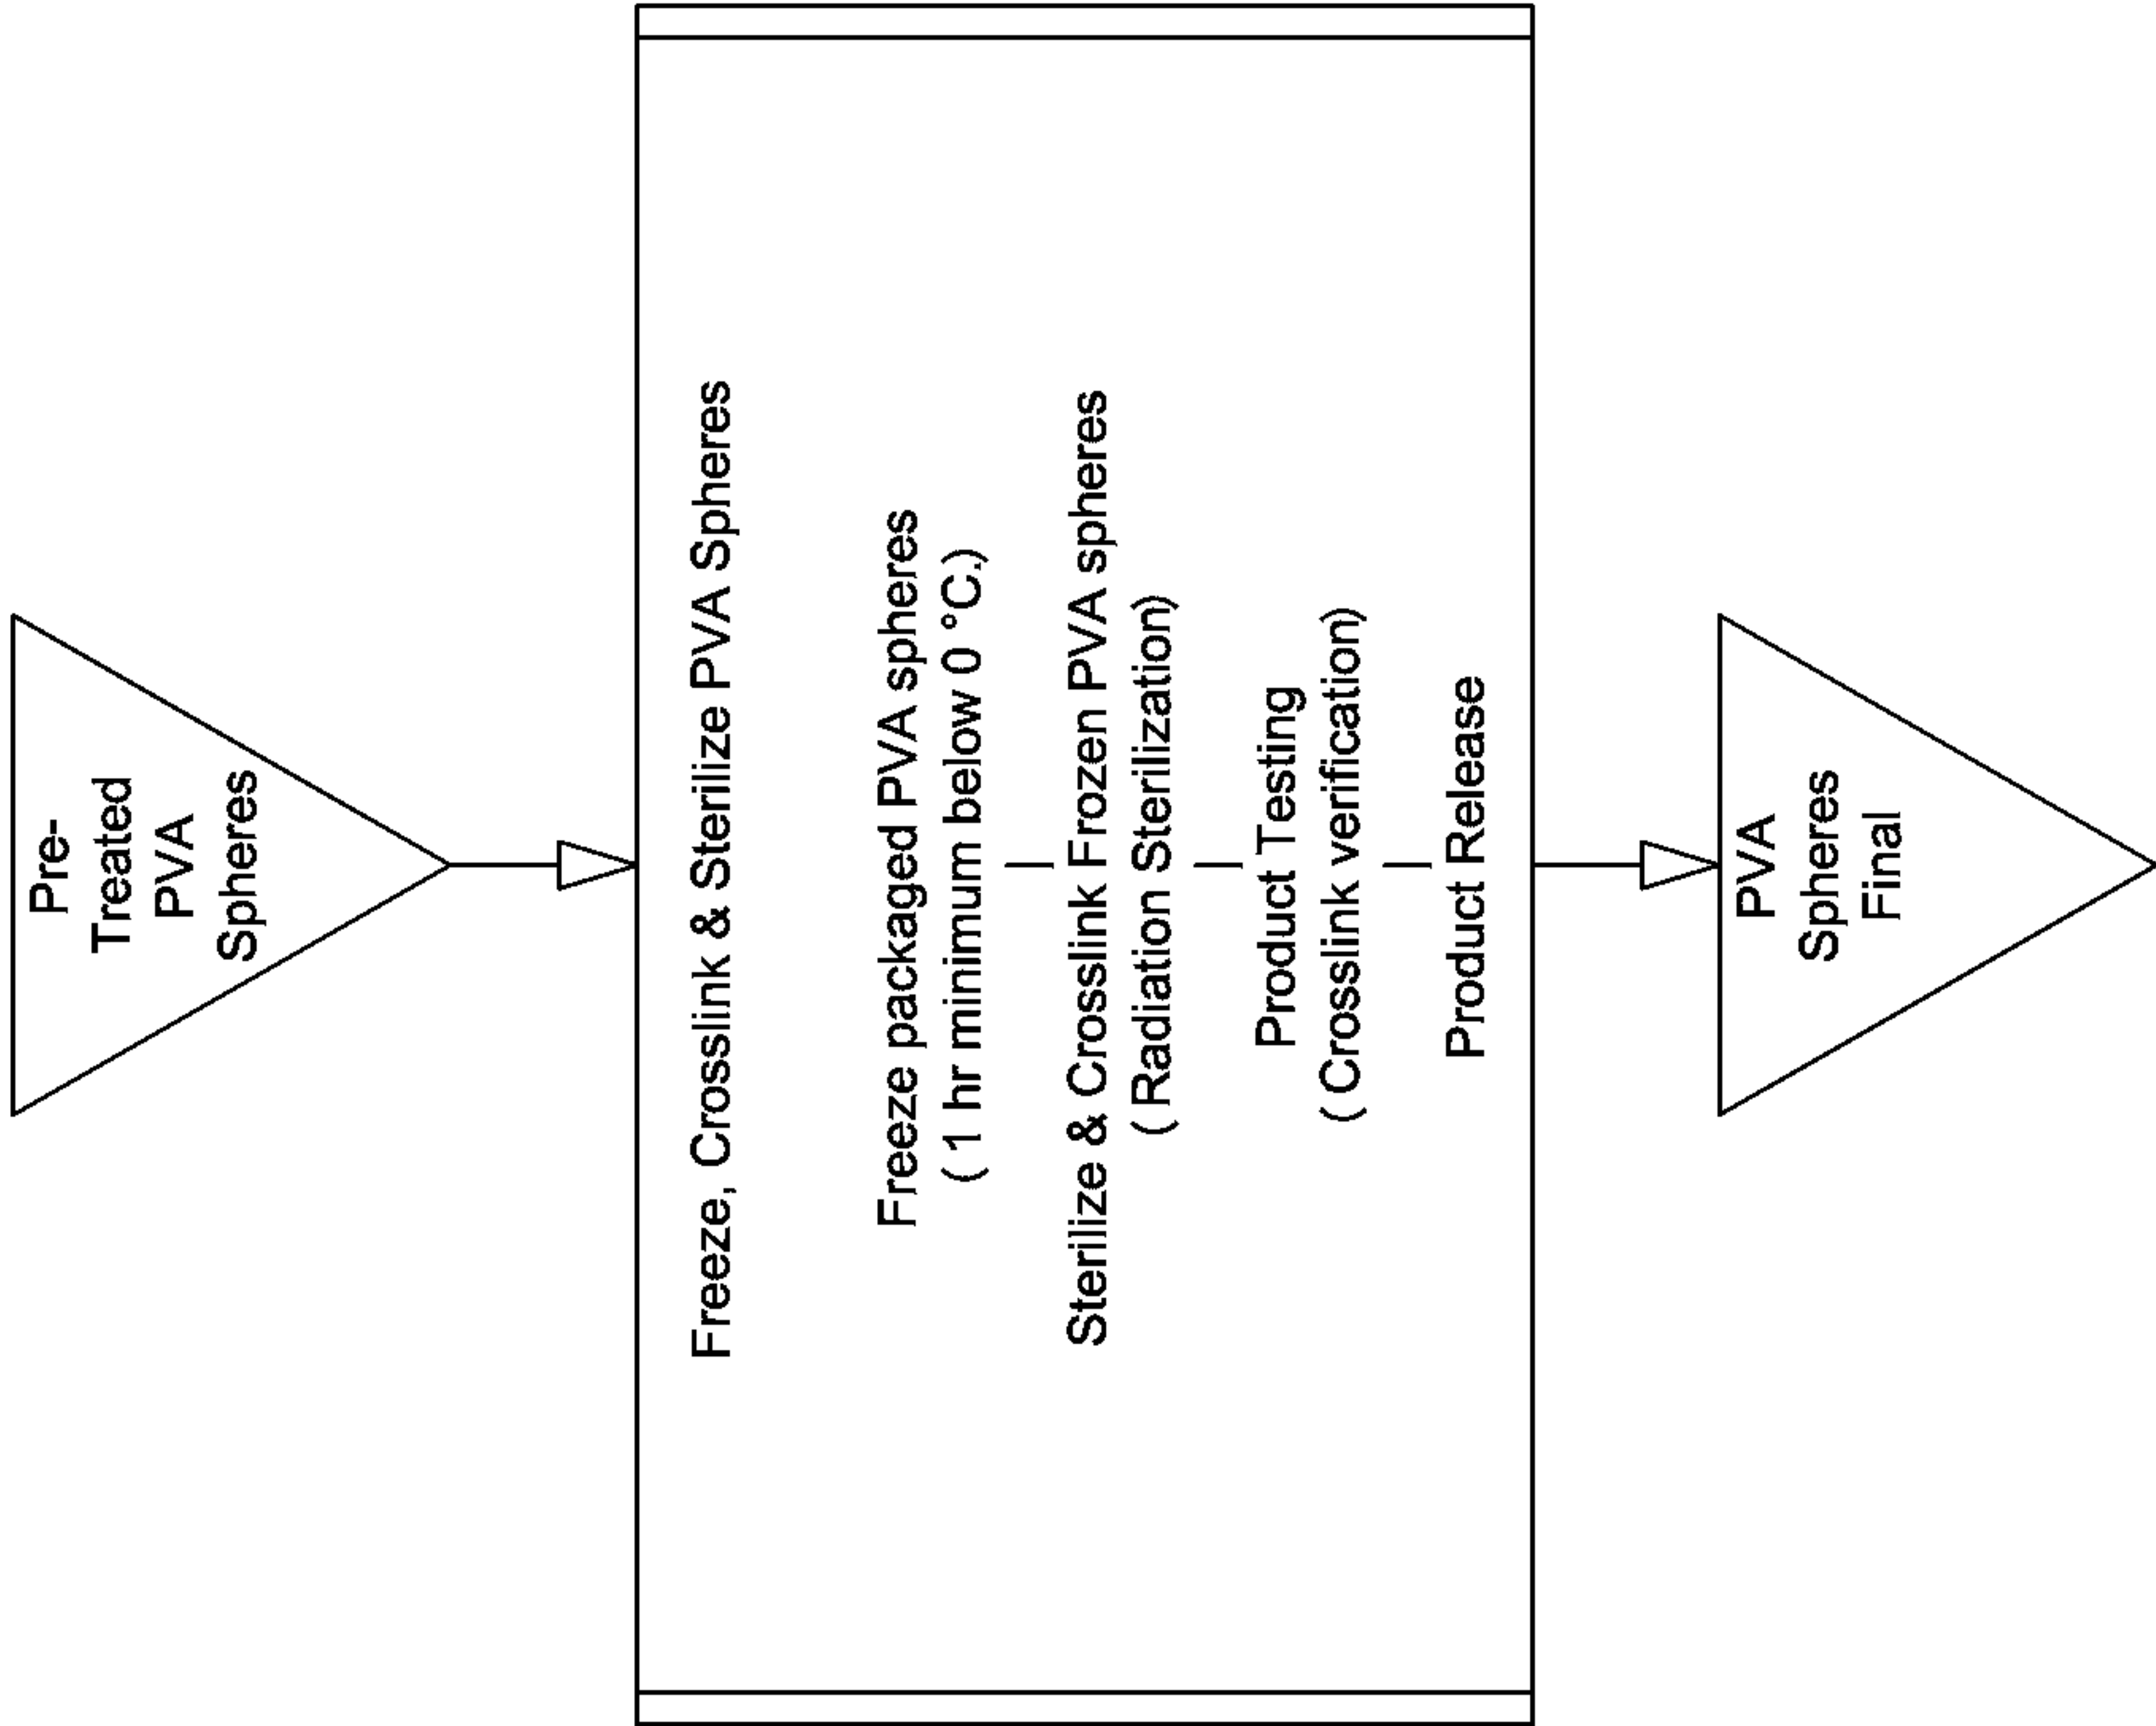 Pre-
Treated
PVA
Spheres
Freeze, Crosslink & Sterilize PVA Spheres
Freeze packaged PVA spheres
(1 hr minimum below 0 °C.)
Sterilize & Crosslink Frozen PVA spheres
(Radiation Sterilization)
Product Testing
(Crosslink verification)
Product Release
PVA
Spheres
Final